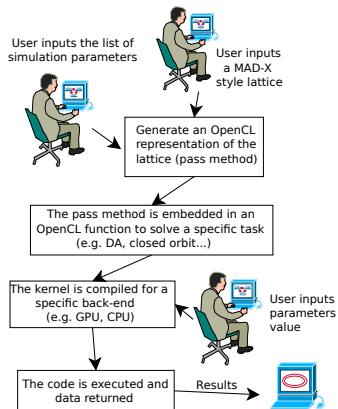 User inputs the list of
simulation parameters
User inputs
a MAD-X
style lattice
Generate an OpenCL
representation of the
lattice (pass method)
The pass method is embedded in an
OpenCL function to solve a specific task
(e.g. DA, closed orbit...)
The kernel is compiled for a
specific back-end
(e.g. GPU, CPU)
User inputs
parameters
value
The code is executed and
data returned
Results